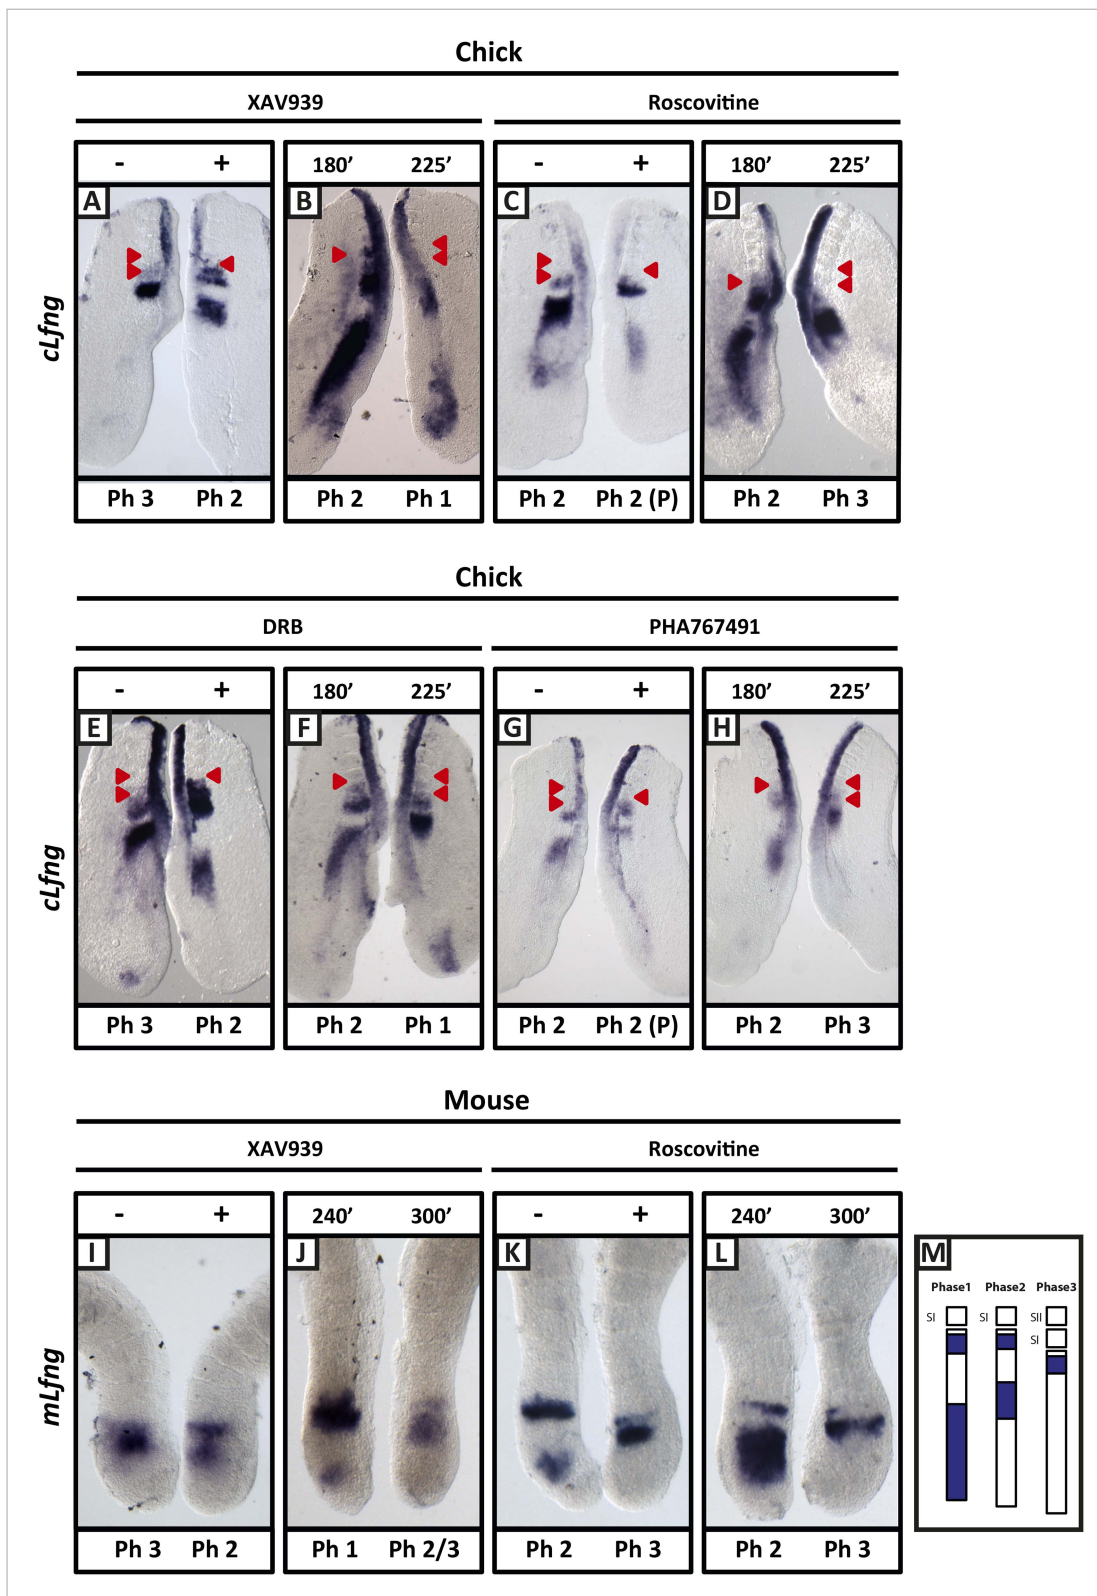 Chick
XAV939 Roscovitine
- + 180’ 225’ - + 180’ 225’
A B C D
cLfng
Ph 3 Ph 2 Ph 2 Ph 1 Ph 2 Ph 2 (P) Ph 2 Ph 3
Chick
DRB PHA767491
- + 180’ 225’ - + 180’ 225’
E F G H
cLfng
Ph 3 Ph 2 Ph 2 Ph 1 Ph 2 Ph 2 (P) Ph 2 Ph 3
Mouse
XAV939 Roscovitine
- + 240’ 300’ - + 240’ 300’
I J K L M
mLfng
Phase1 Phase2 Phase3
SI SI SII
SI
Ph 3 Ph 2 Ph 1 Ph 2/3 Ph 2 Ph 3 Ph 2 Ph 3